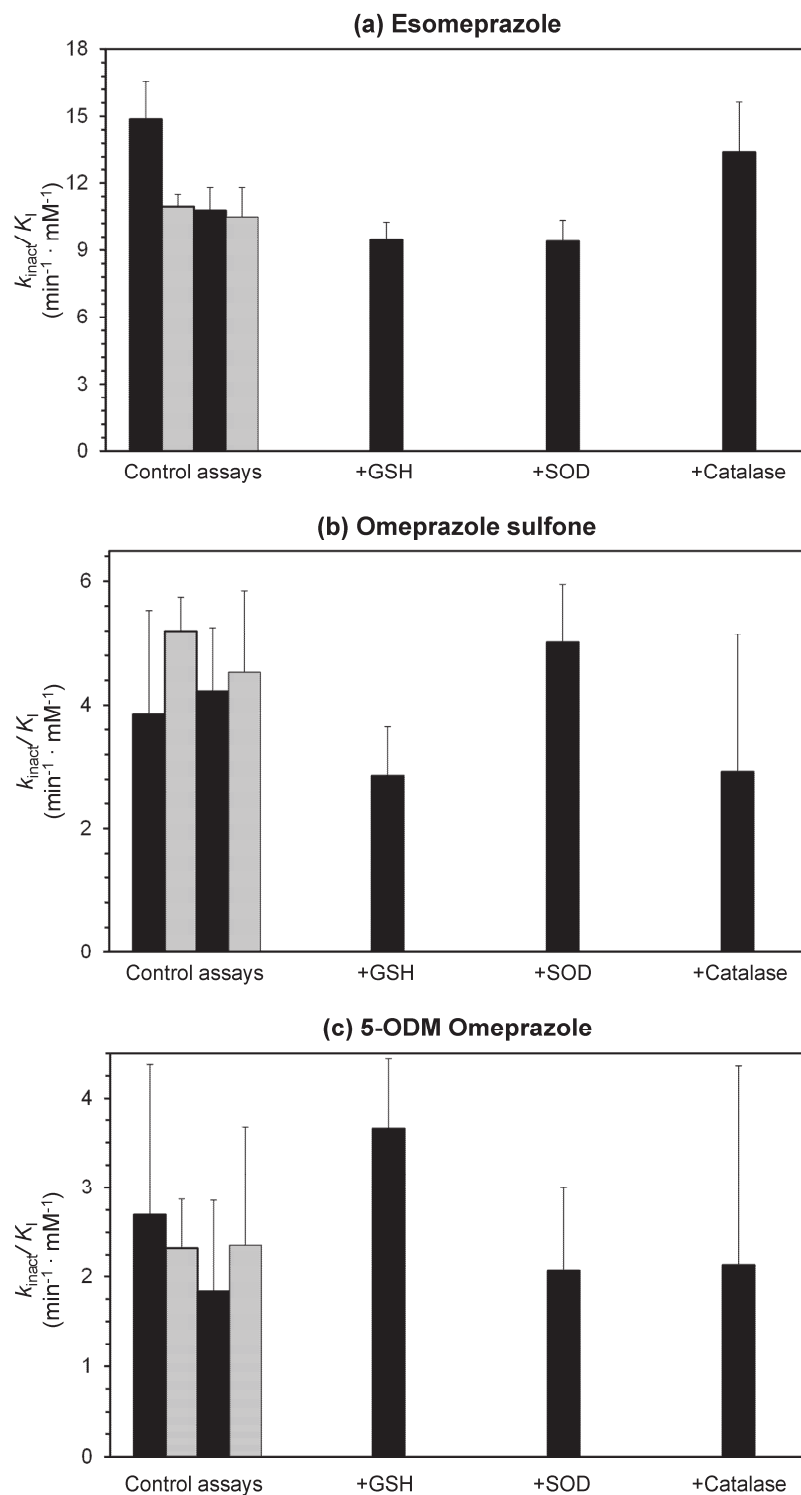 (a) Esomeprazole
18
15
12
9
6
3
0
kinact/KI
(min-1 · mM-1)
Control assays +GSH +SOD +Catalase
(b) Omeprazole sulfone
6
4
2
0
kinact/KI
(min-1 · mM-1)
Control assays +GSH +SOD +Catalase
(c) 5-ODM Omeprazole
4
3
2
1
0
kinact/KI
(min-1 · mM-1)
Control assays +GSH +SOD +Catalase